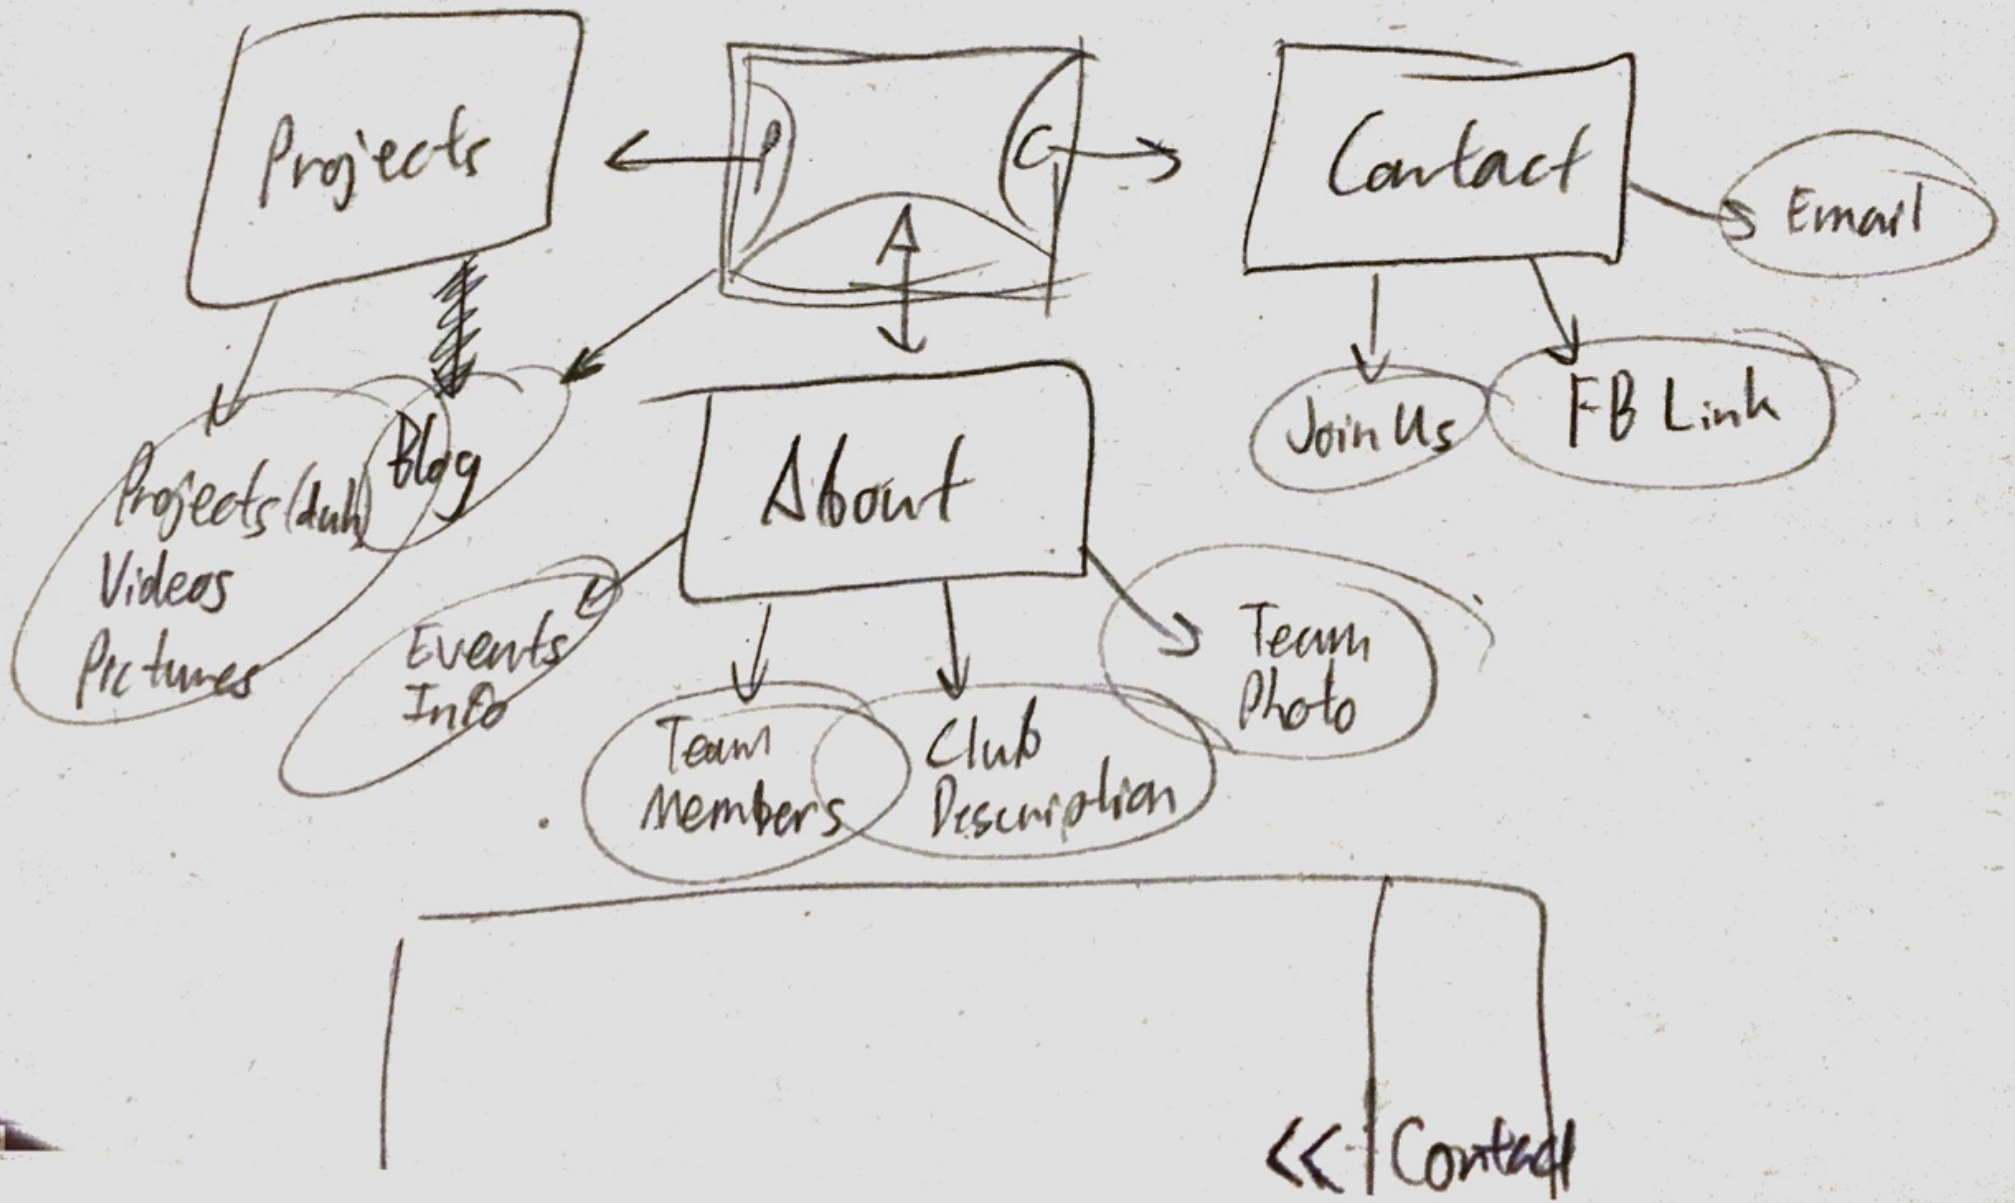 Projects
P
C
A
Contact
Email
Projects (duh)
Videos
Pictures
Blog
About
Join Us
FB Link
Events
Info
Team
Members
Club
Description
Team
Photo
<< Contact